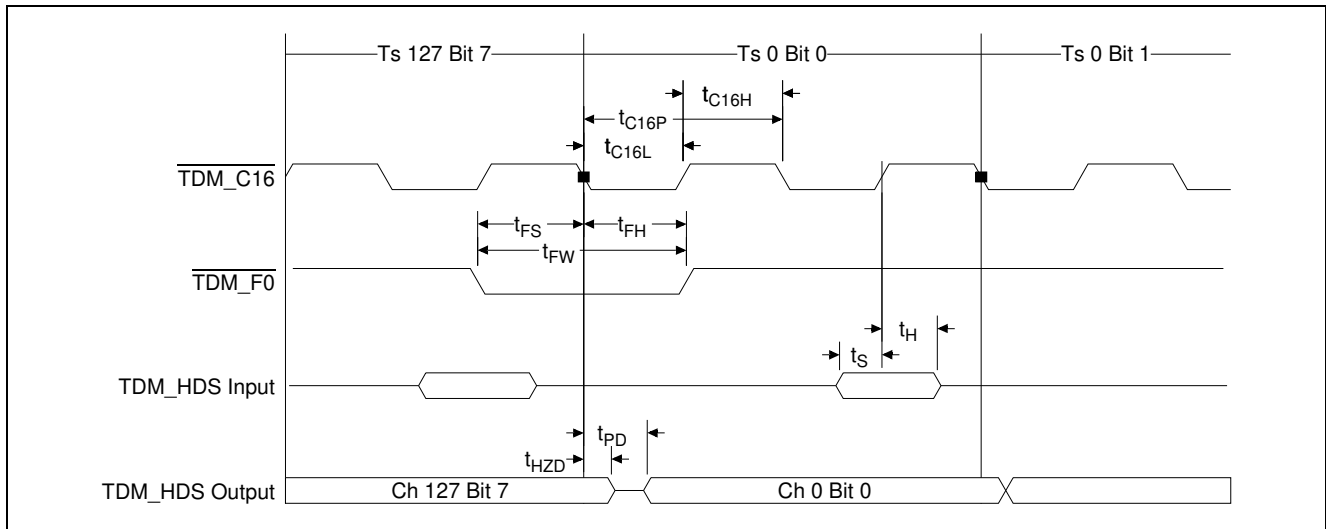 Ts 127 Bit 7 Ts 0 Bit 0 Ts 0 Bit 1
tC16H
tC16P
tC16L
TDM_C16
tFS tFH
tFW
TDM_F0
tH
tS
TDM_HDS Input
tPD
tHZD
TDM_HDS Output Ch 127 Bit 7 Ch 0 Bit 0